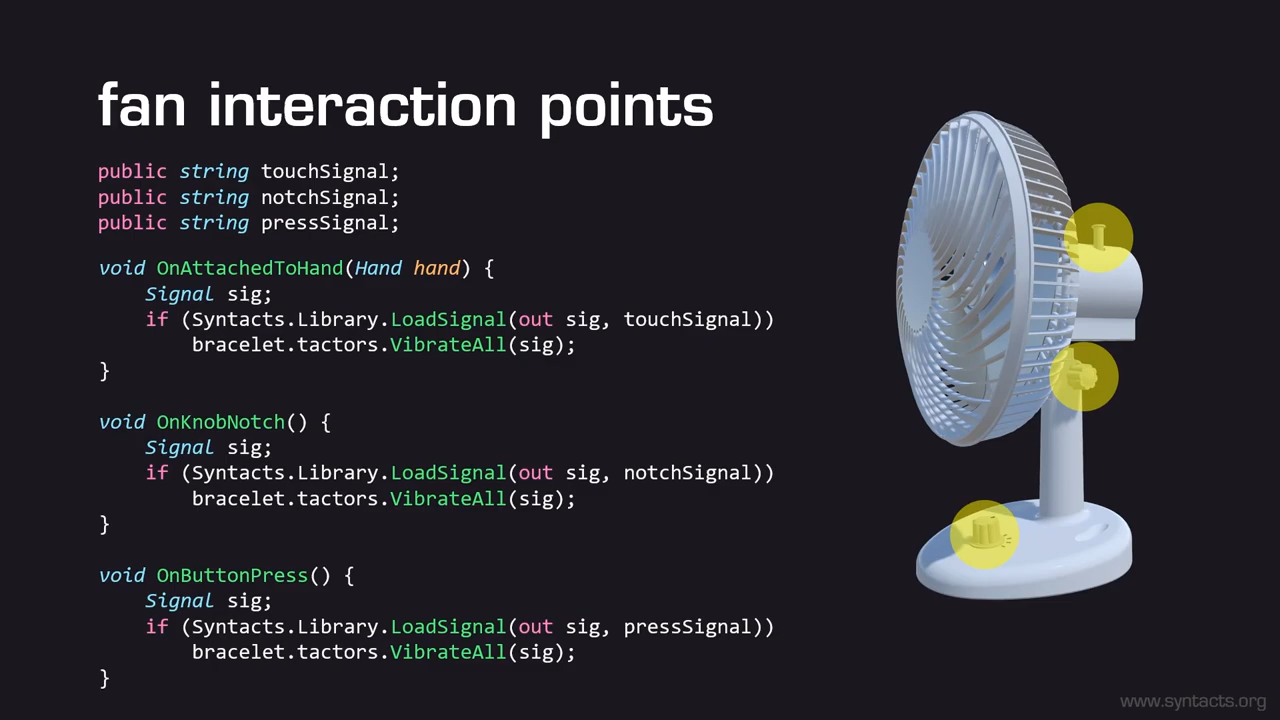 fan interaction points
public string touchSignal;
public string notchSignal;
public string pressSignal;
void OnAttachedToHand(Hand hand) {
    Signal sig;
    if (Syntacts.Library.LoadSignal(out sig, touchSignal))
        bracelet.tactors.VibrateAll(sig);
}
void OnKnobNotch() {
    Signal sig;
    if (Syntacts.Library.LoadSignal(out sig, notchSignal))
        bracelet.tactors.VibrateAll(sig);
}
void OnButtonPress() {
    Signal sig;
    if (Syntacts.Library.LoadSignal(out sig, pressSignal))
        bracelet.tactors.VibrateAll(sig);
}
www.syntacts.org